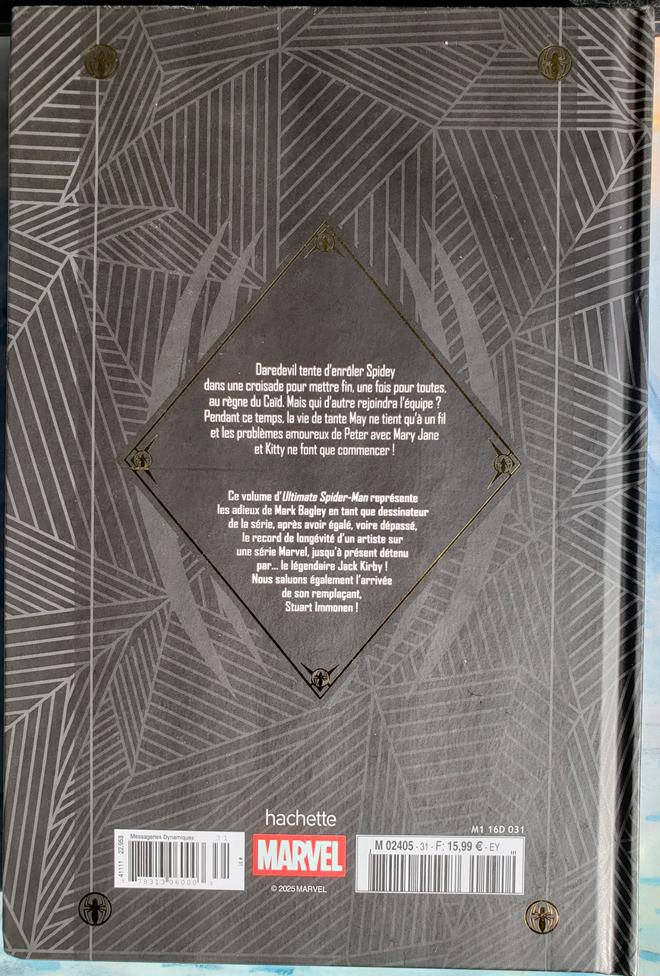 Daredevil tente d'enrôler Spidey
dans une croisade pour mettre fin, une fois pour toutes,
au règne du Caïd. Mais qui d'autre rejoindra l'équipe ?
Pendant ce temps, la vie de tante May ne tient qu'à un fil
et les problèmes amoureux de Peter avec Mary Jane
et Kitty ne font que commencer !
Ce volume d'Ultimate Spider-Man représente
les adieux de Mark Bagley en tant que dessinateur
de la série, après avoir égalé, voire dépassé,
le record de longévité d'un artiste sur
une série Marvel, jusqu'à présent détenu
par... le légendaire Jack Kirby !
Nous saluons également l'arrivée
de son remplaçant,
Stuart Immonen !
hachette
MARVEL
© 2025 MARVEL
Messageries Dynamiques 31
41111 22,95$
M1 16D 031
M 02405 - 31 - F: 15,99 € - EY